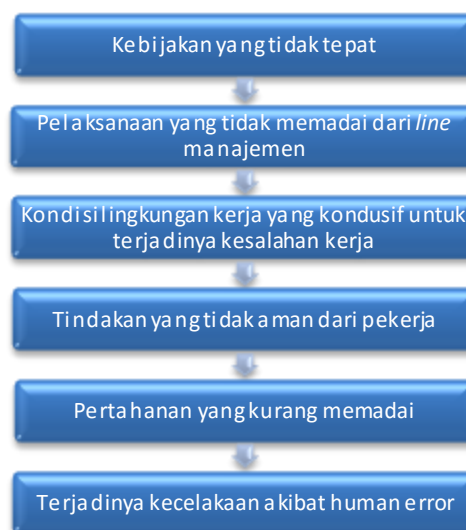 Kebijakan yang tidak tepat
Pelaksanaan yang tidak memadai dari line
manajemen
Kondisi lingkungan kerja yang kondusif untuk
terjadinya kesalahan kerja
Tindakan yang tidak aman dari pekerja
Pertahanan yang kurang memadai
Terjadinya kecelakaan akibat human error